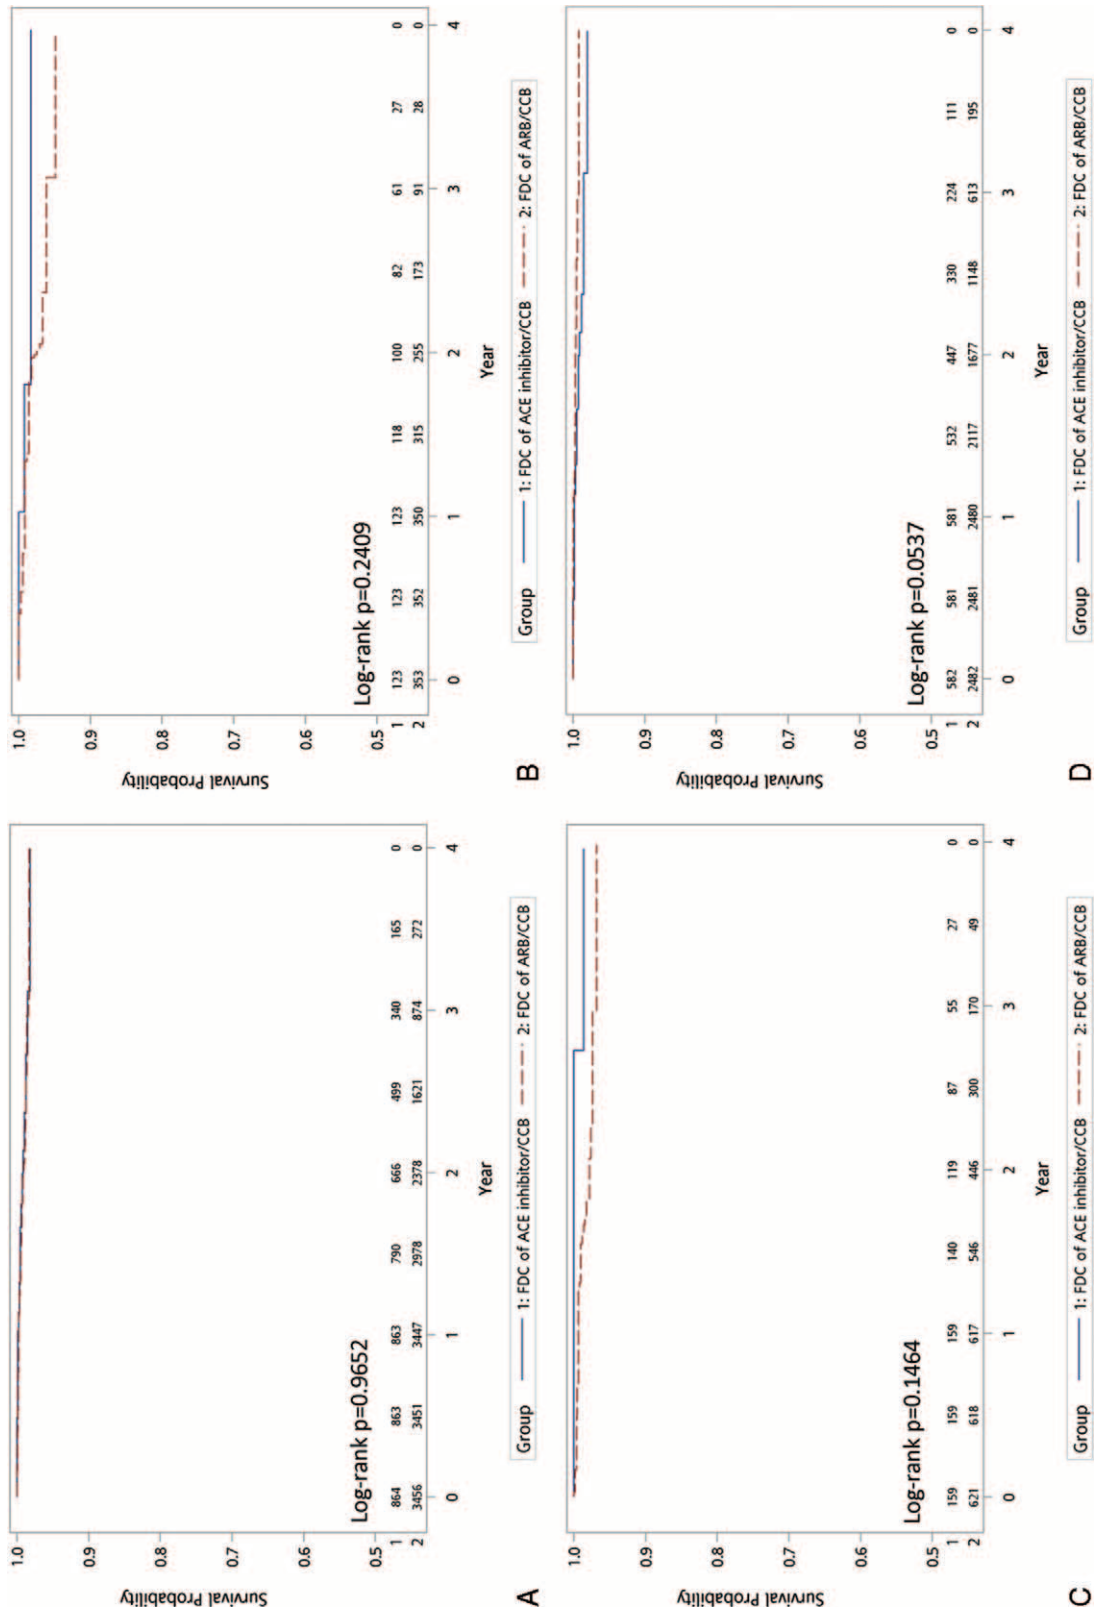 Survival Probability
1.0
0.9
0.8
0.7
0.6
0.5
Log-rank p=0.9652
1 864 863 863 790 666 499 340 165 0
2 3456 3451 3447 2978 2378 1621 874 272 0
0 1 2 3 4
Year
Group 1: FDC of ACE inhibitor/CCB 2: FDC of ARB/CCB
A
Survival Probability
1.0
0.9
0.8
0.7
0.6
0.5
Log-rank p=0.2409
1 123 123 123 118 100 82 61 27 0
2 353 352 350 315 255 173 91 28 0
0 1 2 3 4
Year
Group 1: FDC of ACE inhibitor/CCB 2: FDC of ARB/CCB
B
Survival Probability
1.0
0.9
0.8
0.7
0.6
0.5
Log-rank p=0.1464
1 159 159 159 140 119 87 55 27 0
2 621 618 617 546 446 300 170 49 0
0 1 2 3 4
Year
Group 1: FDC of ACE inhibitor/CCB 2: FDC of ARB/CCB
C
Survival Probability
1.0
0.9
0.8
0.7
0.6
0.5
Log-rank p=0.0537
1 582 581 581 532 447 330 224 111 0
2 2482 2481 2480 2117 1677 1148 613 195 0
0 1 2 3 4
Year
Group 1: FDC of ACE inhibitor/CCB 2: FDC of ARB/CCB
D